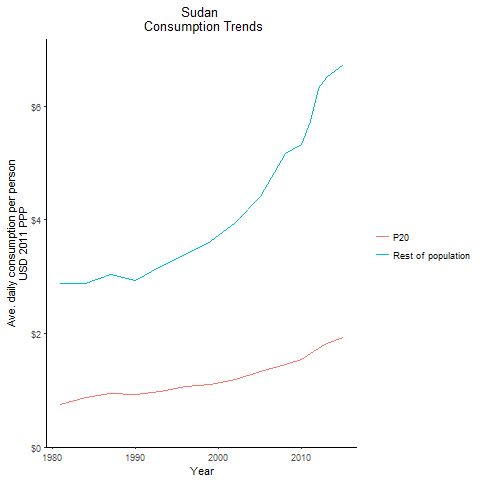 Sudan
Consumption Trends
Ave. daily consumption per person
USD 2011 PPP
$6
$4
$2
$0
1980 1990 2000 2010
Year
P20
Rest of population